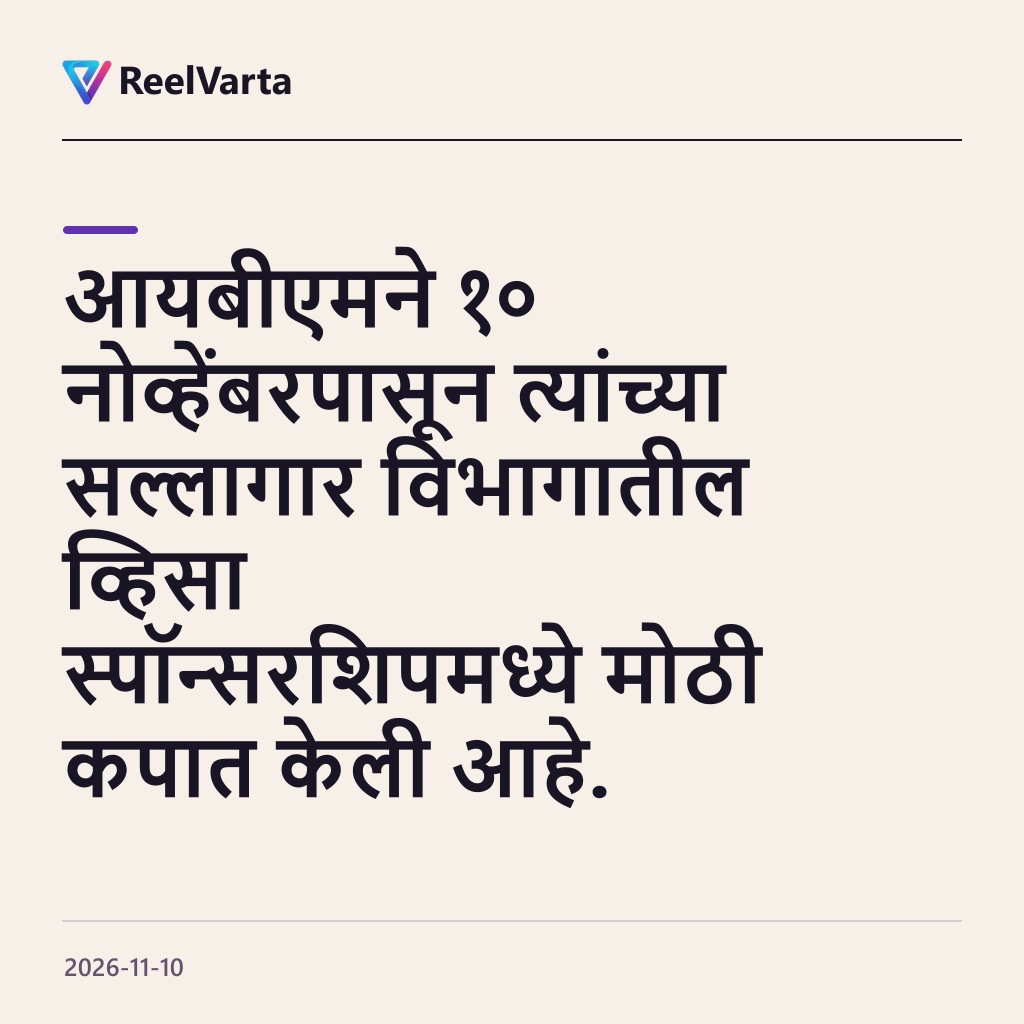 ReelVarta
आयबीएमने १०
नोव्हेंबरपासून त्यांच्या
सल्लागार विभागातील
व्हिसा
स्पॉन्सरशिपमध्ये मोठी
कपात केली आहे.
2026-11-10